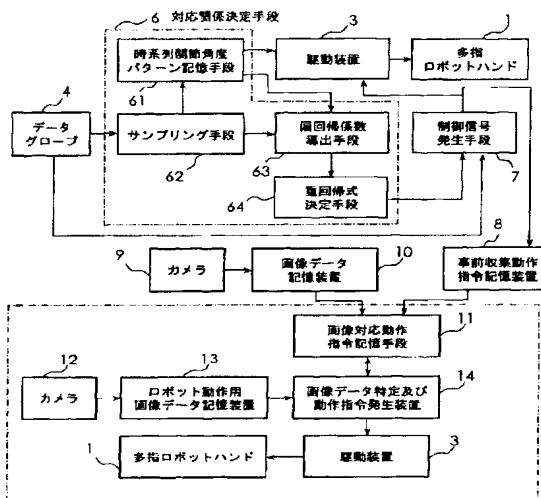 6 対応関係決定手段
3
1
時系列関節角度
パターン記憶手段
駆動装置
多指
ロボットハンド
4
61
データ
グローブ
サンプリング手段
偏回帰係数
導出手段
制御信号
発生手段
62
63
7
重回帰式
決定手段
64
8
9
カメラ
画像データ
記憶装置
10
事前収集動作
指令記憶装置
画像対応動作
指令記憶手段
11
12
13
14
カメラ
ロボット動作用
画像データ記憶装置
画像データ特定及び
動作指令発生装置
1
多指ロボットハンド
駆動装置
3